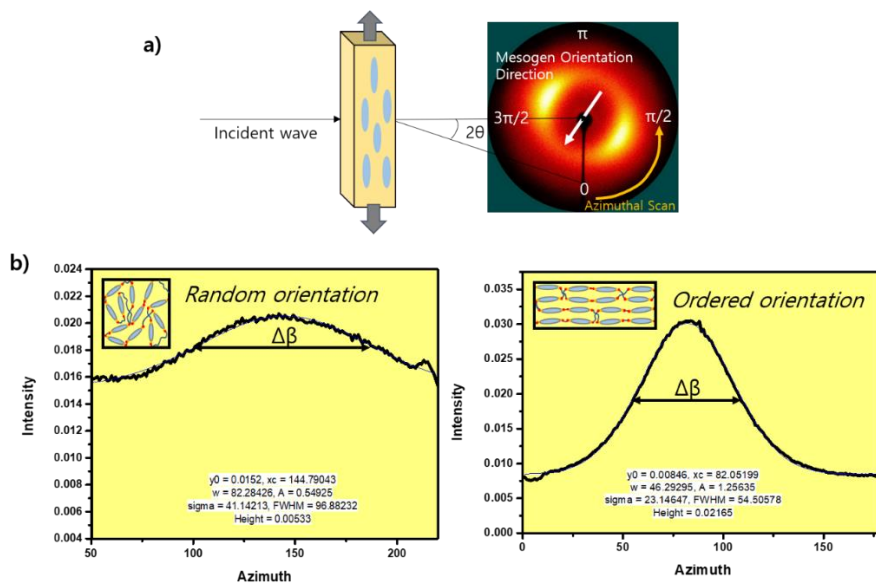 a)
π
Mesogen Orientation
Direction
3π/2
π/2
Incident wave
2θ
0
Azimuthal Scan
b)
0.024
0.022
0.020
0.018
0.016
0.014
0.012
0.010
0.008
0.006
0.004
Intensity
Random orientation
Δβ
y0 = 0.0152, xc = 144.79043
w = 82.28426, A = 0.54925
sigma = 41.14213, FWHM = 96.88232
Height = 0.00533
50
100
150
200
Azimuth
0.035
0.030
0.025
0.020
0.015
0.010
0.005
0.000
Intensity
Ordered orientation
Δβ
y0 = 0.00846, xc = 82.05199
w = 46.29295, A = 1.25635
sigma = 23.14647, FWHM = 54.50578
Height = 0.02165
0
50
100
150
Azimuth